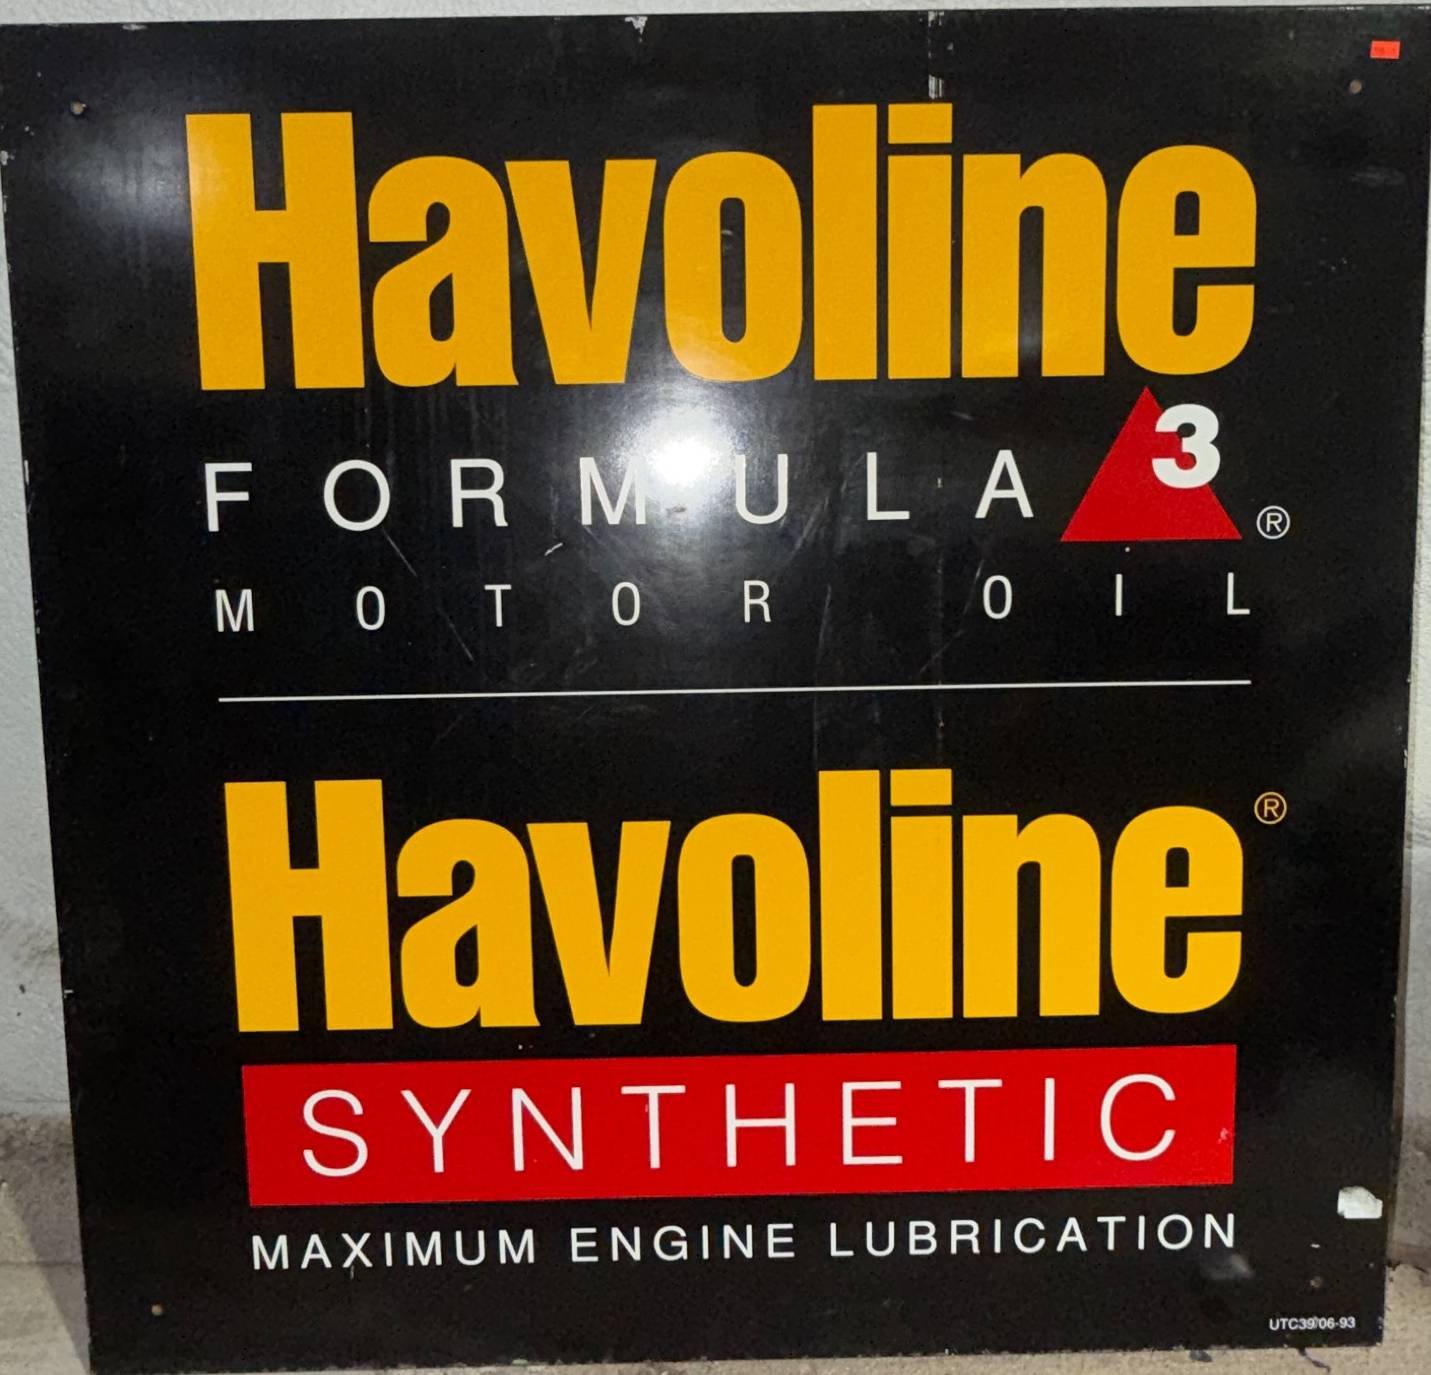 Havoline
FORMULA 3 ®
MOTOR OIL
Havoline ®
SYNTHETIC
MAXIMUM ENGINE LUBRICATION
UTC39/06-93